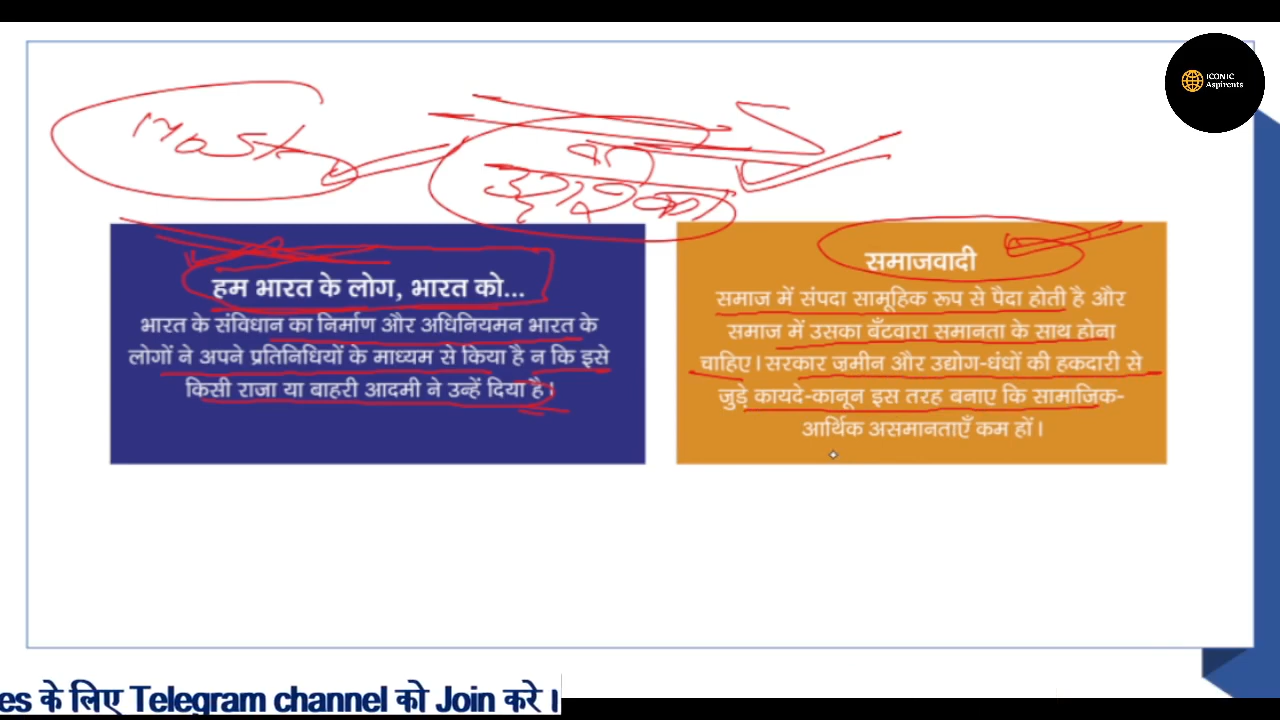 ICONIC
Aspirents
Most
हम भारत के लोग, भारत को...
भारत के संविधान का निर्माण और अधिनियमन भारत के
लोगों ने अपने प्रतिनिधियों के माध्यम से किया है न कि इसे
किसी राजा या बाहरी आदमी ने उन्हें दिया है।
समाजवादी
समाज में संपदा सामूहिक रूप से पैदा होती है और
समाज में उसका बँटवारा समानता के साथ होना
चाहिए। सरकार ज़मीन और उद्योग-धंधों की हकदारी से
जुड़े कायदे-कानून इस तरह बनाए कि सामाजिक-
आर्थिक असमानताएँ कम हों।
es के लिए Telegram channel को Join करे ।